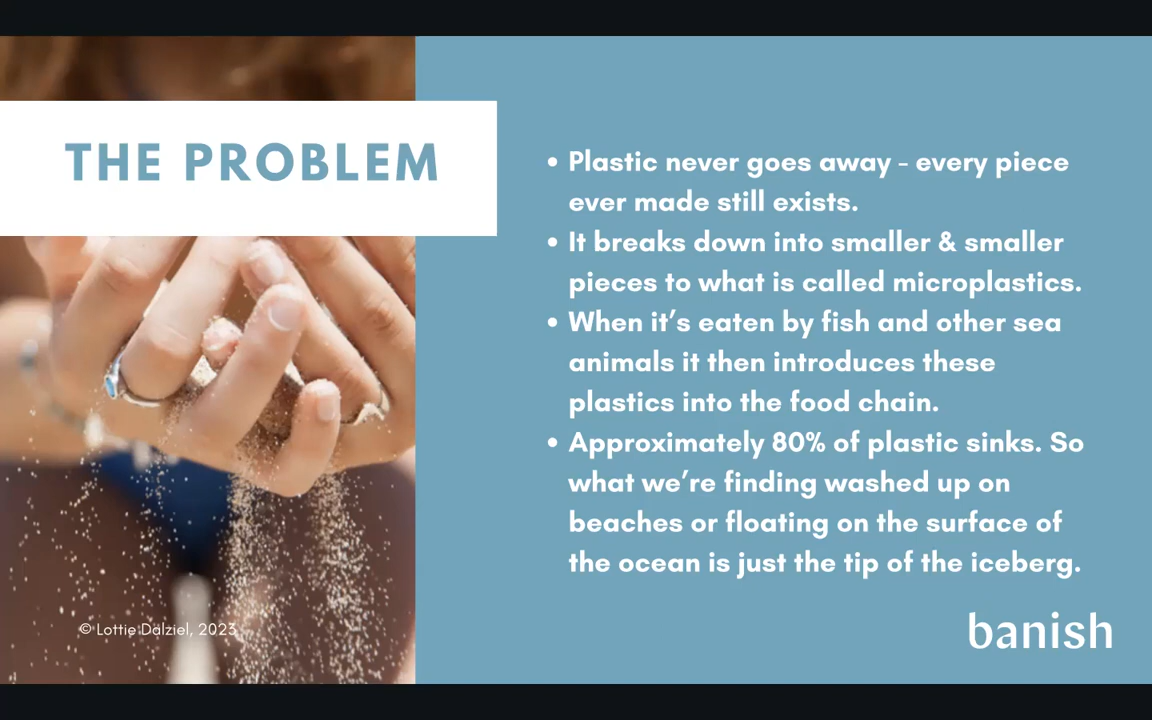 THE PROBLEM
• Plastic never goes away - every piece
ever made still exists.
• It breaks down into smaller & smaller
pieces to what is called microplastics.
• When it’s eaten by fish and other sea
animals it then introduces these
plastics into the food chain.
• Approximately 80% of plastic sinks. So
what we’re finding washed up on
beaches or floating on the surface of
the ocean is just the tip of the iceberg.
© Lottie Dalziel, 2023
banish